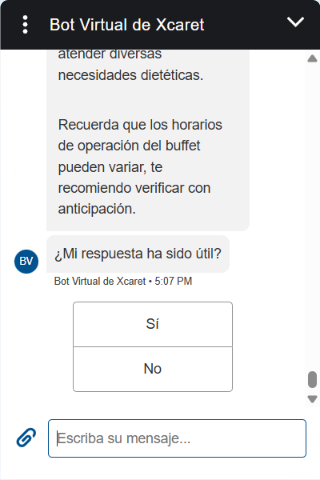 Bot Virtual de Xcaret
atender diversas
necesidades dietéticas.
Recuerda que los horarios
de operación del buffet
pueden variar, te
recomiendo verificar con
anticipación.
¿Mi respuesta ha sido útil?
BV
Bot Virtual de Xcaret • 5:07 PM
Sí
No
Escriba su mensaje...